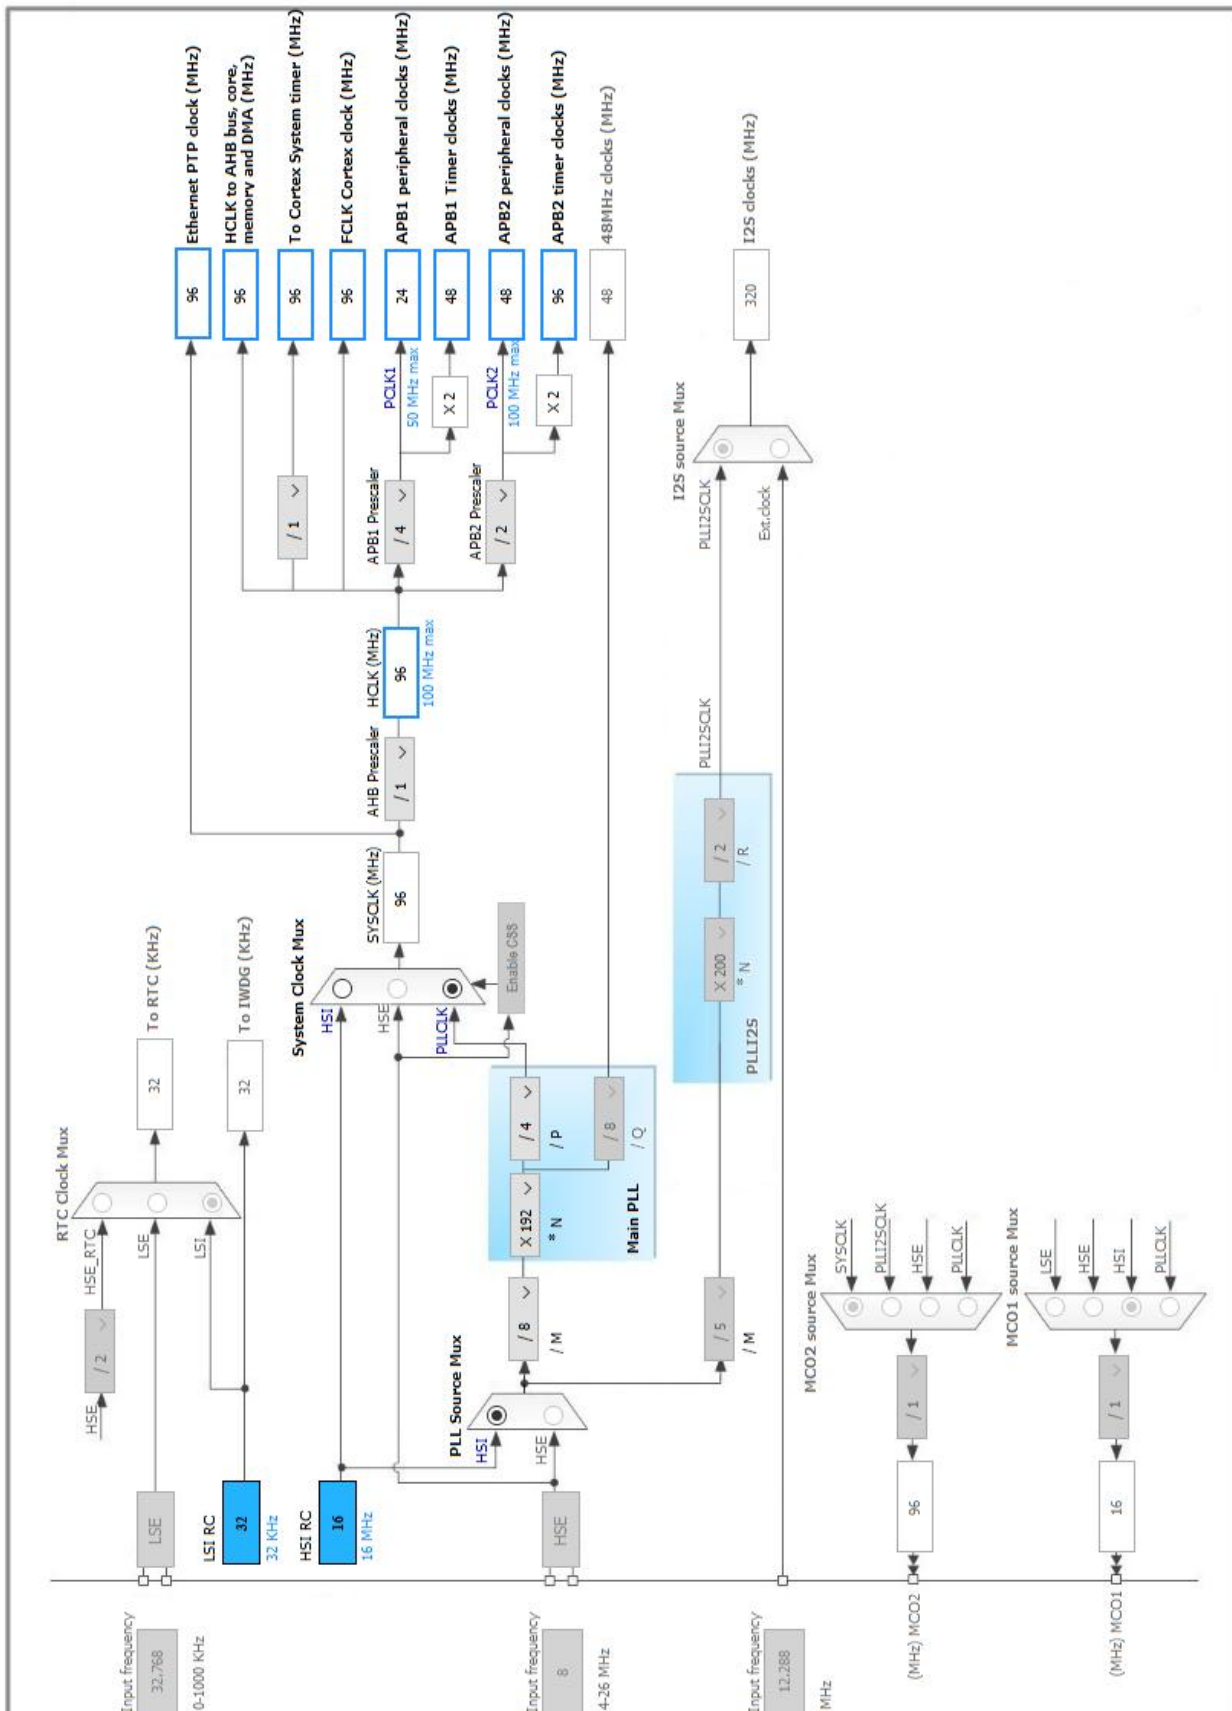 Input frequency
32.768
0-1000 KHz
LSE
HSE
/ 2
HSE_RTC
LSE
LSI
RTC Clock Mux
32
To RTC (KHz)
LSI RC
32
32 KHz
32
To IWDG (KHz)
HSI RC
16
16 MHz
System Clock Mux
HSI
HSE
PLLCLK
Enable CSS
SYSCLK (MHz)
96
AHB Prescaler
/ 1
HCLK (MHz)
96
100 MHz max
96
Ethernet PTP clock (MHz)
96
HCLK to AHB bus, core,
memory and DMA (MHz)
/ 1
96
To Cortex System timer (MHz)
96
FCLK Cortex clock (MHz)
APB1 Prescaler
/ 4
PCLK1
50 MHz max
24
APB1 peripheral clocks (MHz)
X 2
48
APB1 Timer clocks (MHz)
APB2 Prescaler
/ 2
PCLK2
100 MHz max
48
APB2 peripheral clocks (MHz)
X 2
96
APB2 timer clocks (MHz)
48
48MHz clocks (MHz)
Input frequency
8
4-26 MHz
HSE
PLL Source Mux
HSI
HSE
/ 8
/ M
X 192
* N
/ 4
/ P
/ 8
/ Q
Main PLL
/ 5
/ M
X 200
* N
/ 2
/ R
PLLI2S
PLLI2SCLK
PLLI2SCLK
Ext.clock
I2S source Mux
320
I2S clocks (MHz)
Input frequency
12.288
MHz
(MHz) MCO2
96
/ 1
MCO2 source Mux
SYSCLK
PLLI2SCLK
HSE
PLLCLK
(MHz) MCO1
16
/ 1
MCO1 source Mux
LSE
HSE
HSI
PLLCLK